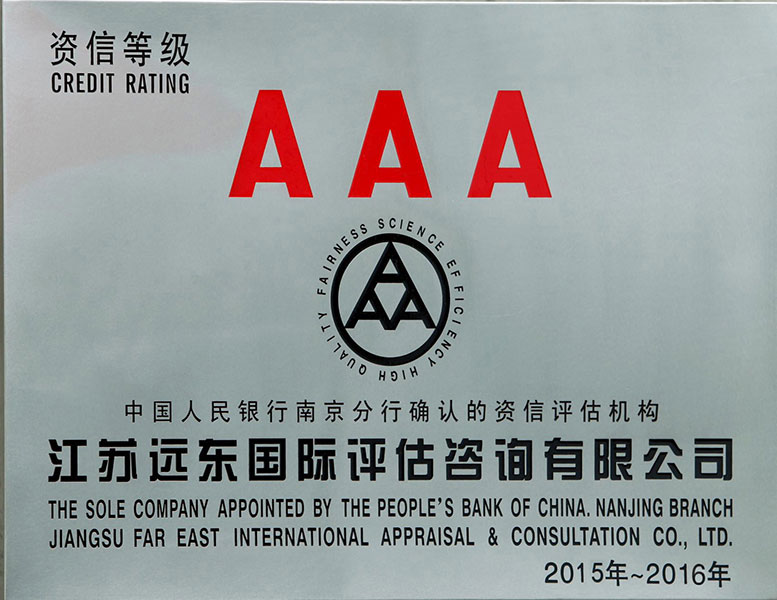 资信等级
CREDIT RATING
AAA
FAIRNESS SCIENCE EFFICIENCY HIGH QUALITY
AAA
中国人民银行南京分行确认的资信评估机构
江苏远东国际评估咨询有限公司
THE SOLE COMPANY APPOINTED BY THE PEOPLE'S BANK OF CHINA. NANJING BRANCH
JIANGSU FAR EAST INTERNATIONAL APPRAISAL & CONSULTATION CO., LTD.
2015年~2016年